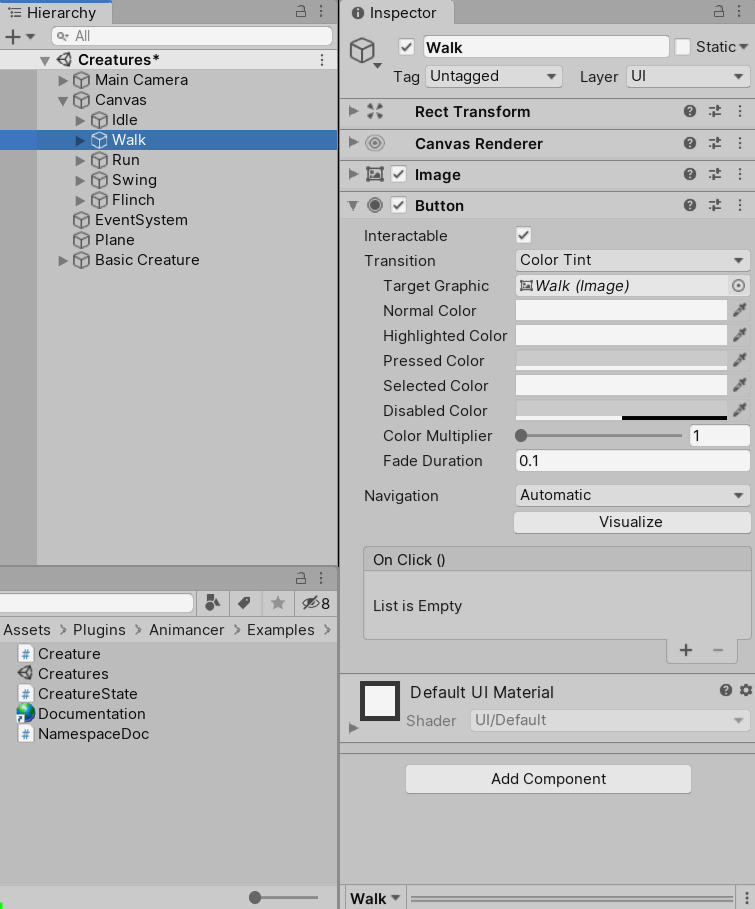 Hierarchy
All
Creatures*
Main Camera
Canvas
Idle
Walk
Run
Swing
Flinch
EventSystem
Plane
Basic Creature
8
Assets > Plugins > Animancer > Examples >
Creature
Creatures
CreatureState
Documentation
NamespaceDoc
Inspector
Walk Static
Tag Untagged Layer UI
Rect Transform
Canvas Renderer
Image
Button
Interactable
Transition Color Tint
Target Graphic Walk (Image)
Normal Color
Highlighted Color
Pressed Color
Selected Color
Disabled Color
Color Multiplier 1
Fade Duration 0.1
Navigation Automatic
Visualize
On Click ()
List is Empty
Default UI Material
Shader UI/Default
Add Component
Walk